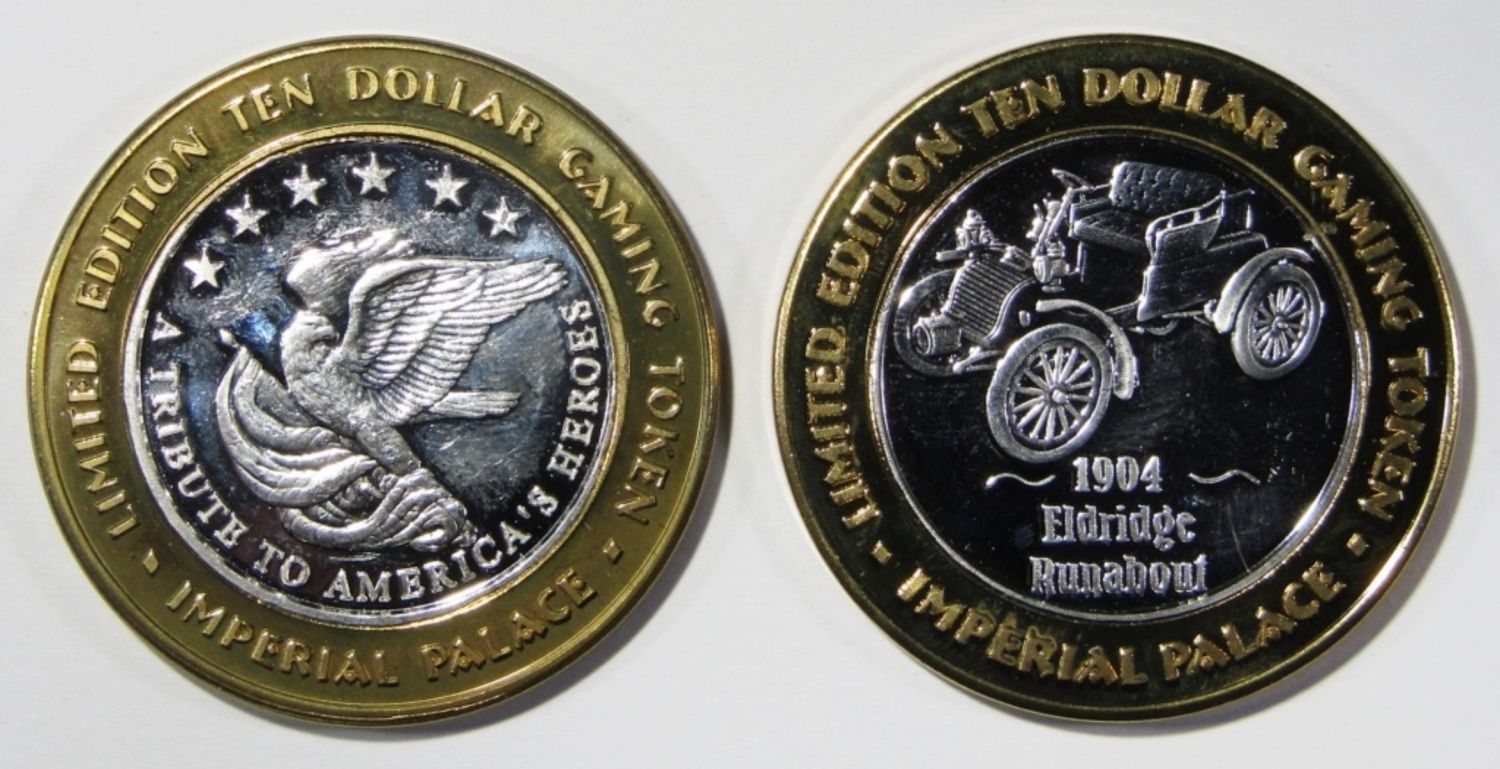 LIMITED EDITION TEN DOLLAR GAMING TOKEN
A TRIBUTE TO AMERICA'S HEROES
- IMPERIAL PALACE -
LIMITED EDITION TEN DOLLAR GAMING TOKEN
~ 1904 ~
Eldridge
Runabout
- IMPERIAL PALACE -